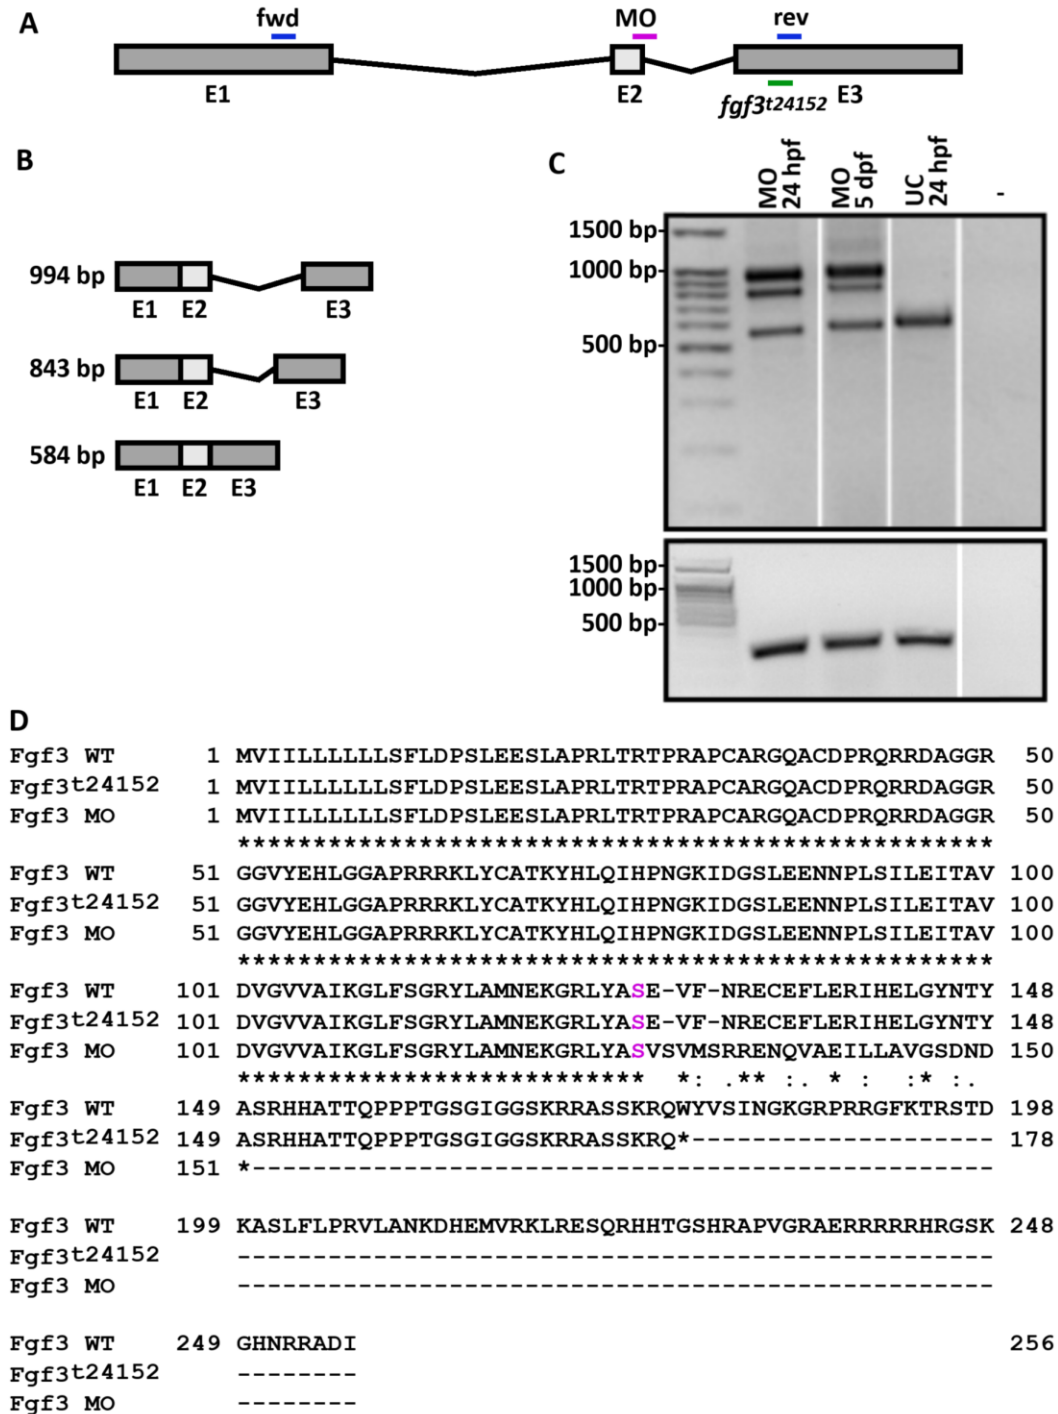 A
fwd
MO
rev
E1
E2
fgf3t24152
E3
B
994 bp
E1
E2
E3
843 bp
E1
E2
E3
584 bp
E1
E2
E3
C
MO 24 hpf
MO 5 dpf
UC 24 hpf
-
1500 bp-
1000 bp-
500 bp-
1500 bp-
1000 bp-
500 bp-
D
Fgf3 WT 1 MVIILLLLLLSFLDPSLEESLAPRLTRTPRAPCARGQACDPRQRRDAGGR 50
Fgf3t24152 1 MVIILLLLLLSFLDPSLEESLAPRLTRTPRAPCARGQACDPRQRRDAGGR 50
Fgf3 MO 1 MVIILLLLLLSFLDPSLEESLAPRLTRTPRAPCARGQACDPRQRRDAGGR 50
**************************************************
Fgf3 WT 51 GGVYEHLGGAPRRRKLYCATKYHLQIHPNGKIDGSLEENNPLSILEITAV 100
Fgf3t24152 51 GGVYEHLGGAPRRRKLYCATKYHLQIHPNGKIDGSLEENNPLSILEITAV 100
Fgf3 MO 51 GGVYEHLGGAPRRRKLYCATKYHLQIHPNGKIDGSLEENNPLSILEITAV 100
**************************************************
Fgf3 WT 101 DVGVVAIKGLFSGRYLAMNEKGRLYASE-VF-NRECEFLERIHELGYNTY 148
Fgf3t24152 101 DVGVVAIKGLFSGRYLAMNEKGRLYASE-VF-NRECEFLERIHELGYNTY 148
Fgf3 MO 101 DVGVVAIKGLFSGRYLAMNEKGRLYASVSVMSRRENQVAEILLAVGSDND 150
***************************  *: .** :. * :  :* :.
Fgf3 WT 149 ASRHHATTQPPPTGSGIGGSKRRASSKRQWYVSINGKGRPRRGFKTRSTD 198
Fgf3t24152 149 ASRHHATTQPPPTGSGIGGSKRRASSKRQ*-------------------- 178
Fgf3 MO 151 *-------------------------------------------------
Fgf3 WT 199 KASLFLPRVLANKDHEMVRKLRESQRHHTGSHRAPVGRAERRRRRHRGSK 248
Fgf3t24152 --------------------------------------------------
Fgf3 MO --------------------------------------------------
Fgf3 WT 249 GHNRRADI 256
Fgf3t24152 --------
Fgf3 MO --------